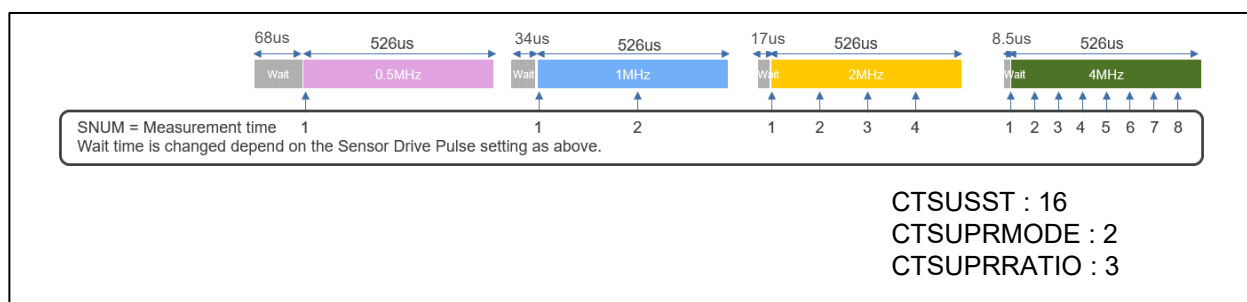 68us 526us 34us 526us 17us 526us 8.5us 526us
Wait 0.5MHz Wait 1MHz Wait 2MHz Wait 4MHz
SNUM = Measurement time 1 1 2 1 2 3 4 1 2 3 4 5 6 7 8
Wait time is changed depend on the Sensor Drive Pulse setting as above.
CTSUSST : 16
CTSUPRMODE : 2
CTSUPRRATIO : 3